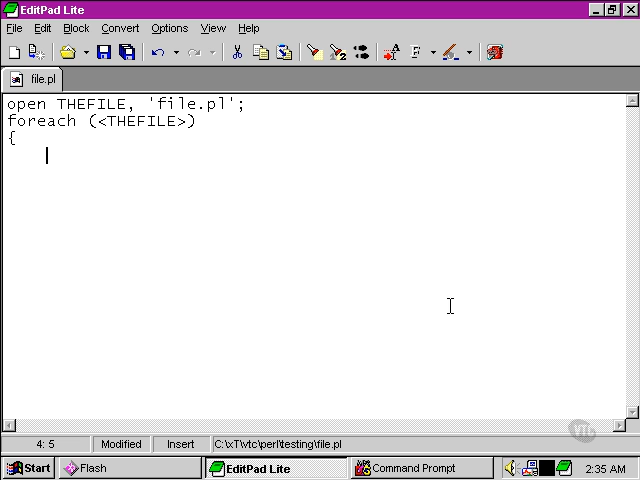 EditPad Lite
File Edit Block Convert Options View Help
file.pl
open THEFILE, 'file.pl';
foreach (<THEFILE>)
{
4: 5 Modified Insert C:\xT\vtc\perl\testing\file.pl
VTC
Start Flash EditPad Lite Command Prompt 2:35 AM